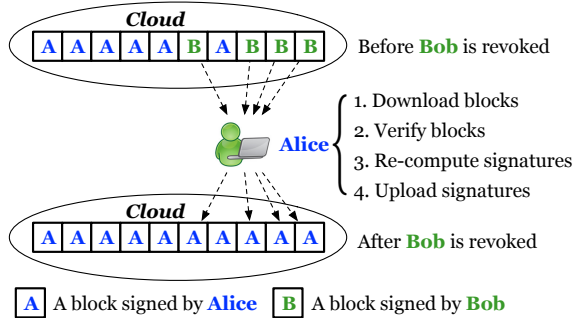 Cloud
A A A A A B A B B B
Before Bob is revoked
Alice
1. Download blocks
2. Verify blocks
3. Re-compute signatures
4. Upload signatures
Cloud
A A A A A A A A A A
After Bob is revoked
A A block signed by Alice B A block signed by Bob